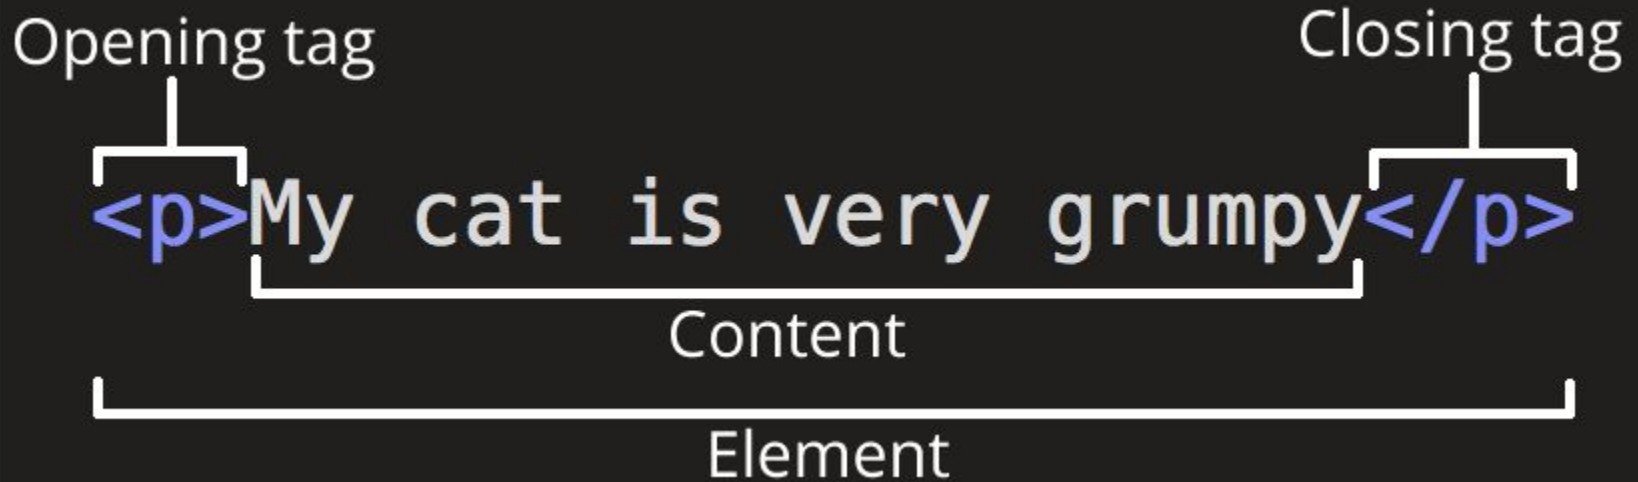 Opening tag
Closing tag
<p>My cat is very grumpy</p>
Content
Element